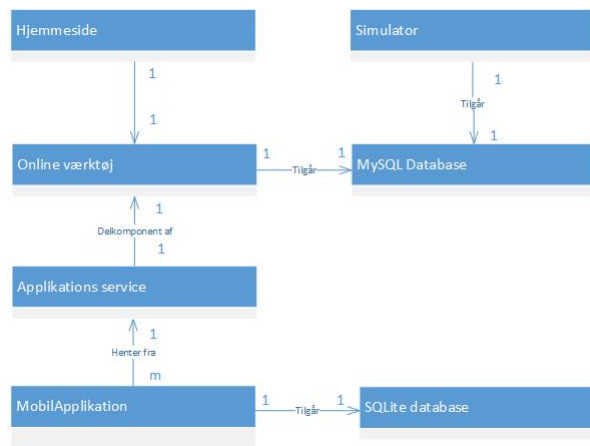 Hjemmeside
Simulator
1
1
Tilgår
1
1
Online værktøj
1
Tilgår
1
MySQL Database
1
Delkomponent af
1
Applikations service
1
Henter fra
m
MobilApplikation
1
Tilgår
1
SQLite database